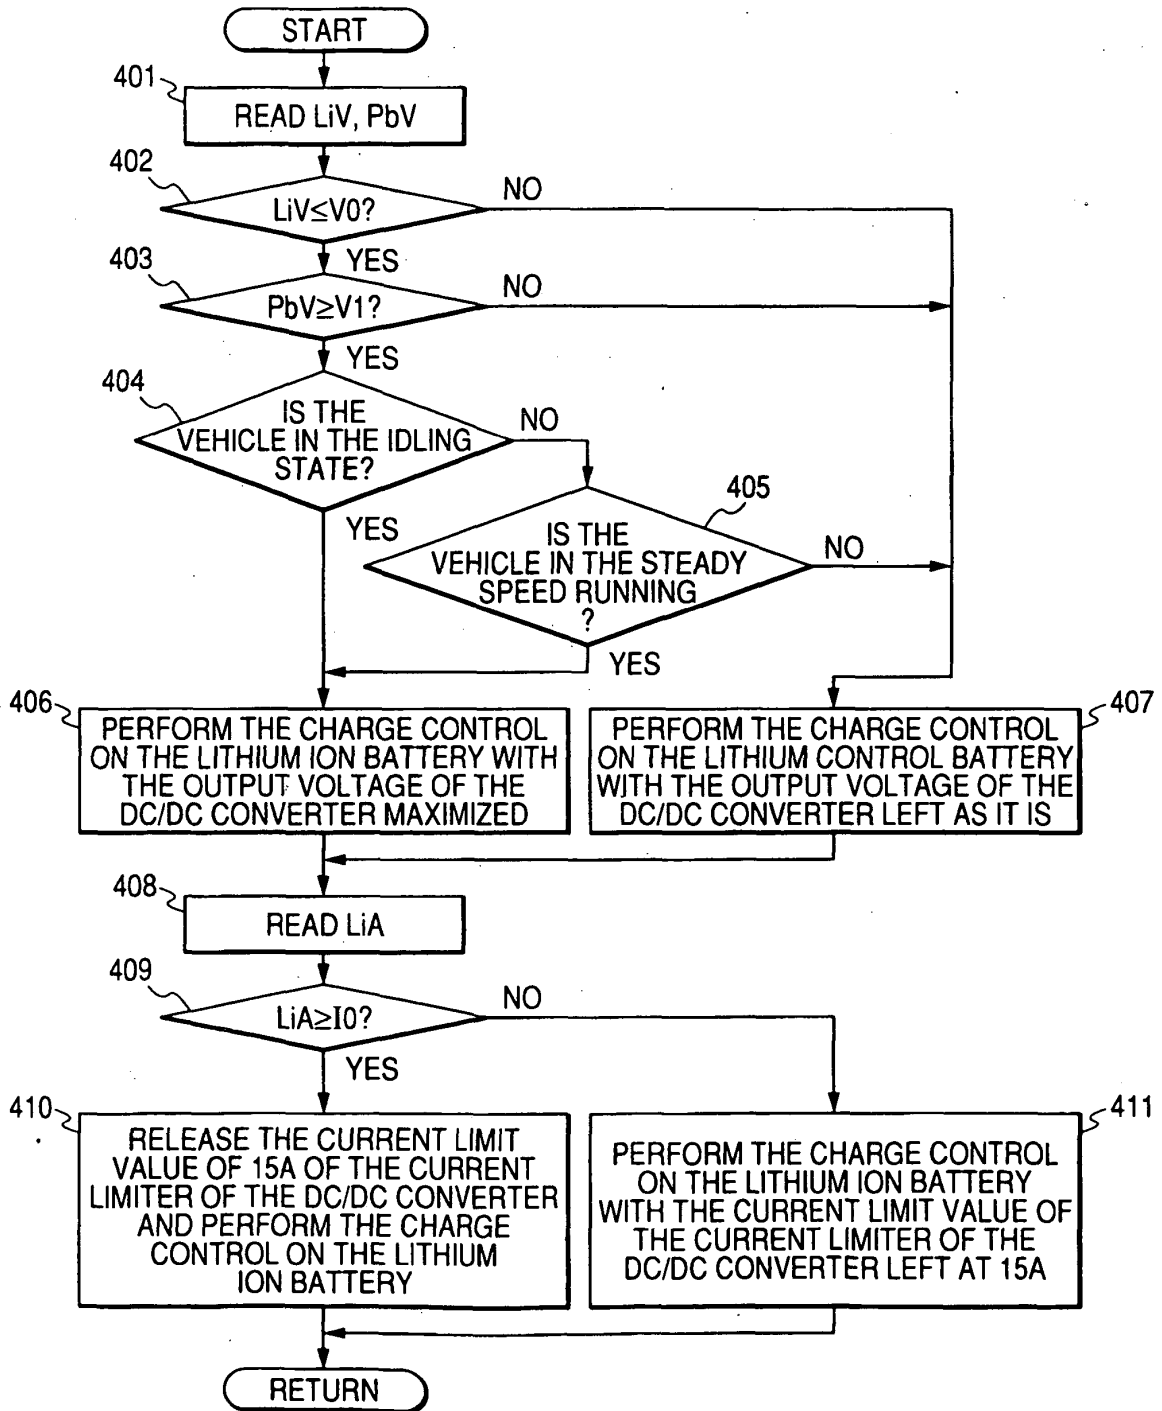 START
401
READ LiV, PbV
402
LiV≤V0?
NO
YES
403
PbV≥V1?
NO
YES
404
IS THE
VEHICLE IN THE IDLING
STATE?
NO
YES
405
IS THE
VEHICLE IN THE STEADY
SPEED RUNNING
?
NO
YES
406
PERFORM THE CHARGE CONTROL
ON THE LITHIUM ION BATTERY WITH
THE OUTPUT VOLTAGE OF THE
DC/DC CONVERTER MAXIMIZED
407
PERFORM THE CHARGE CONTROL
ON THE LITHIUM CONTROL BATTERY
WITH THE OUTPUT VOLTAGE OF THE
DC/DC CONVERTER LEFT AS IT IS
408
READ LiA
409
LiA≥I0?
NO
YES
410
RELEASE THE CURRENT LIMIT
VALUE OF 15A OF THE CURRENT
LIMITER OF THE DC/DC CONVERTER
AND PERFORM THE CHARGE
CONTROL ON THE LITHIUM
ION BATTERY
411
PERFORM THE CHARGE CONTROL
ON THE LITHIUM ION BATTERY
WITH THE CURRENT LIMIT VALUE OF
THE CURRENT LIMITER OF THE
DC/DC CONVERTER LEFT AT 15A
RETURN